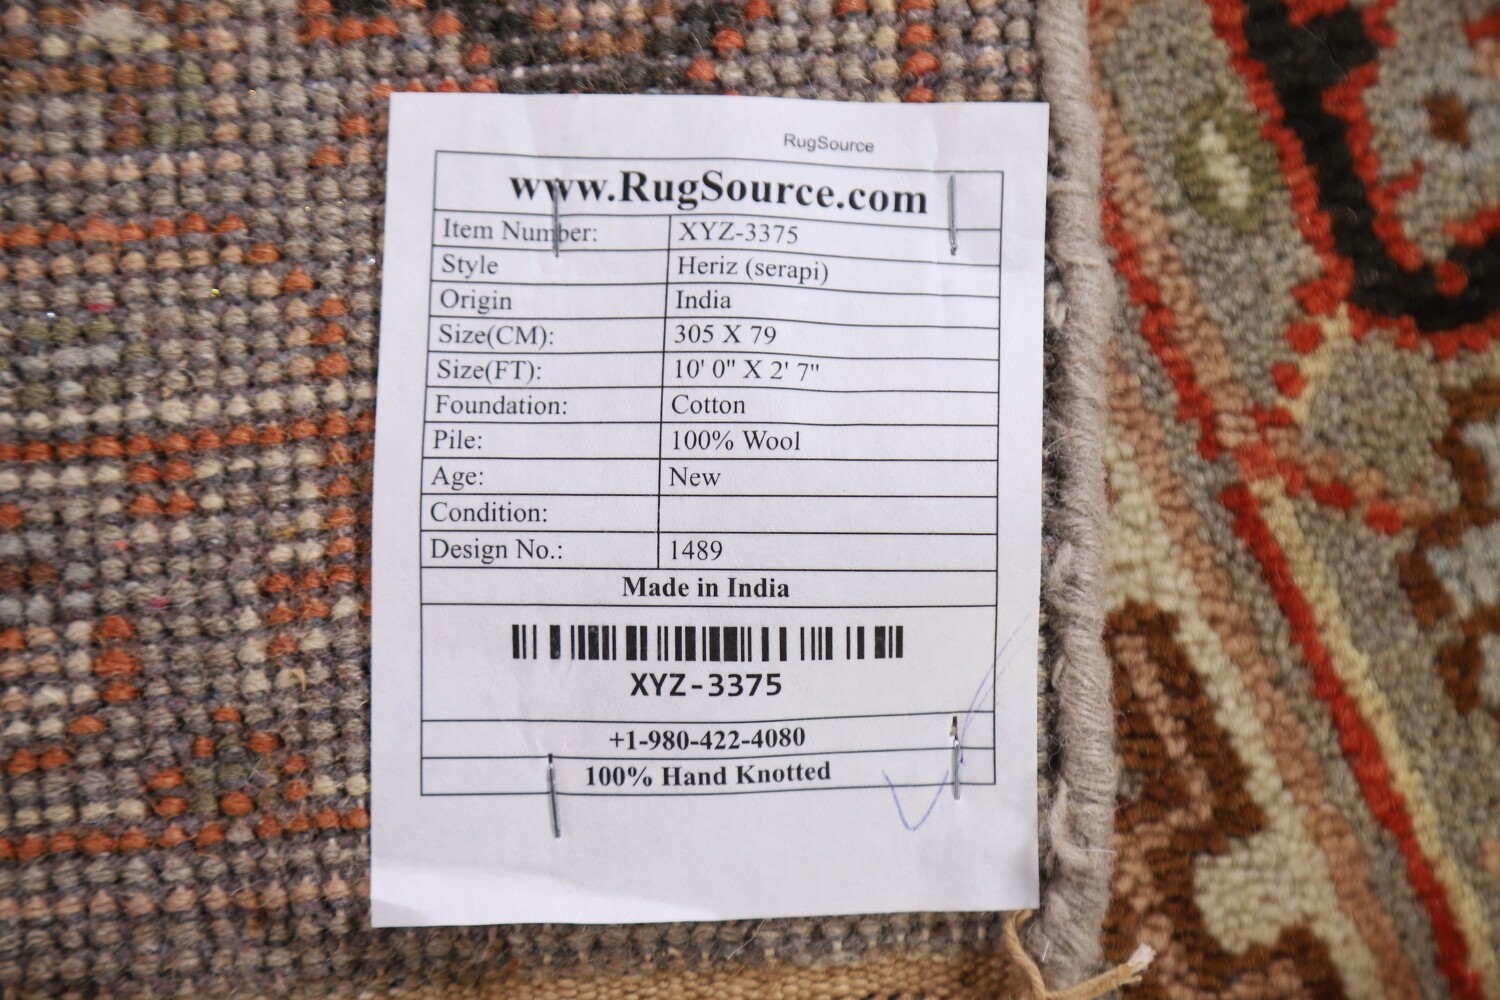 RugSource
www.RugSource.com
Item Number: XYZ-3375
Style Heriz (serapi)
Origin India
Size(CM): 305 X 79
Size(FT): 10' 0" X 2' 7"
Foundation: Cotton
Pile: 100% Wool
Age: New
Condition:
Design No.: 1489
Made in India
XYZ-3375
+1-980-422-4080
100% Hand Knotted